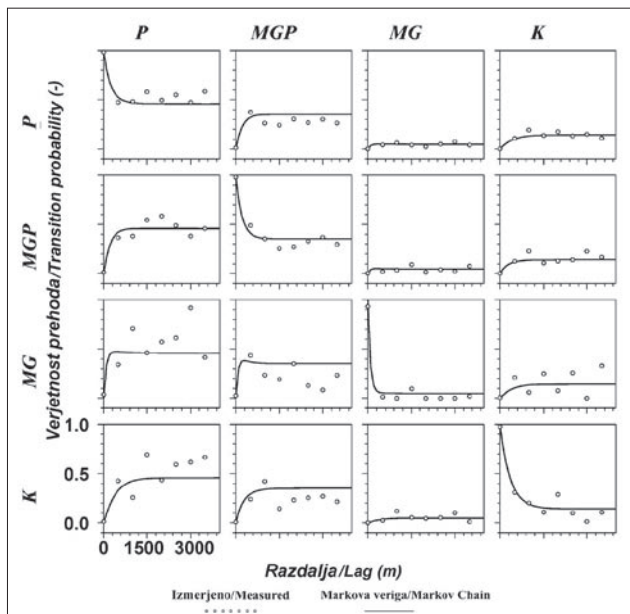 P MGP MG K
Verjetnost prehoda/Transition probability (-)
P
MGP
MG
K
1.0
0.5
0.0
0 1500 3000
Razdalja/Lag (m)
Izmerjeno/Measured Markova veriga/Markov Chain